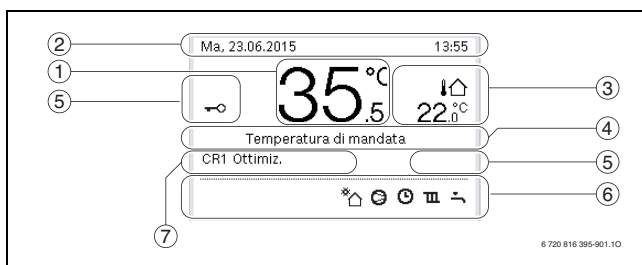 ② Ma, 23.06.2015 13:55
① 35.5 °C
③ 22.0 °C
⑤
④ Temperatura di mandata
CR1 Ottimiz. ⑤
⑥
⑦
6 720 816 395-901.1O